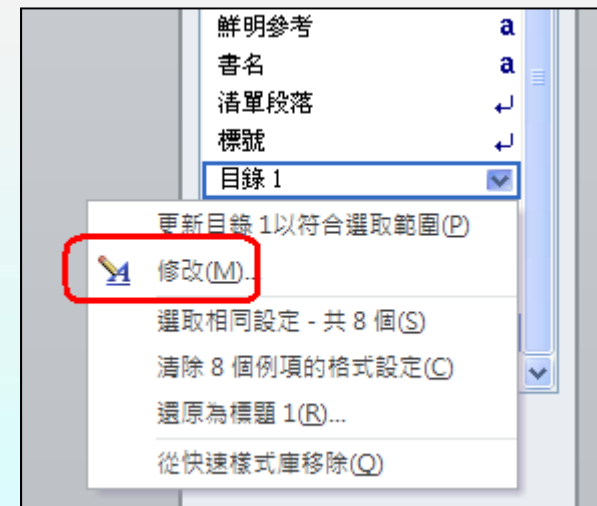 鮮明參考 a
書名 a
清單段落 ↵
標號 ↵
目錄 1
更新目錄 1以符合選取範圍(P)
修改(M)...
選取相同設定 - 共 8 個(S)
清除 8 個例項的格式設定(C)
還原為標題 1(R)...
從快速樣式庫移除(Q)